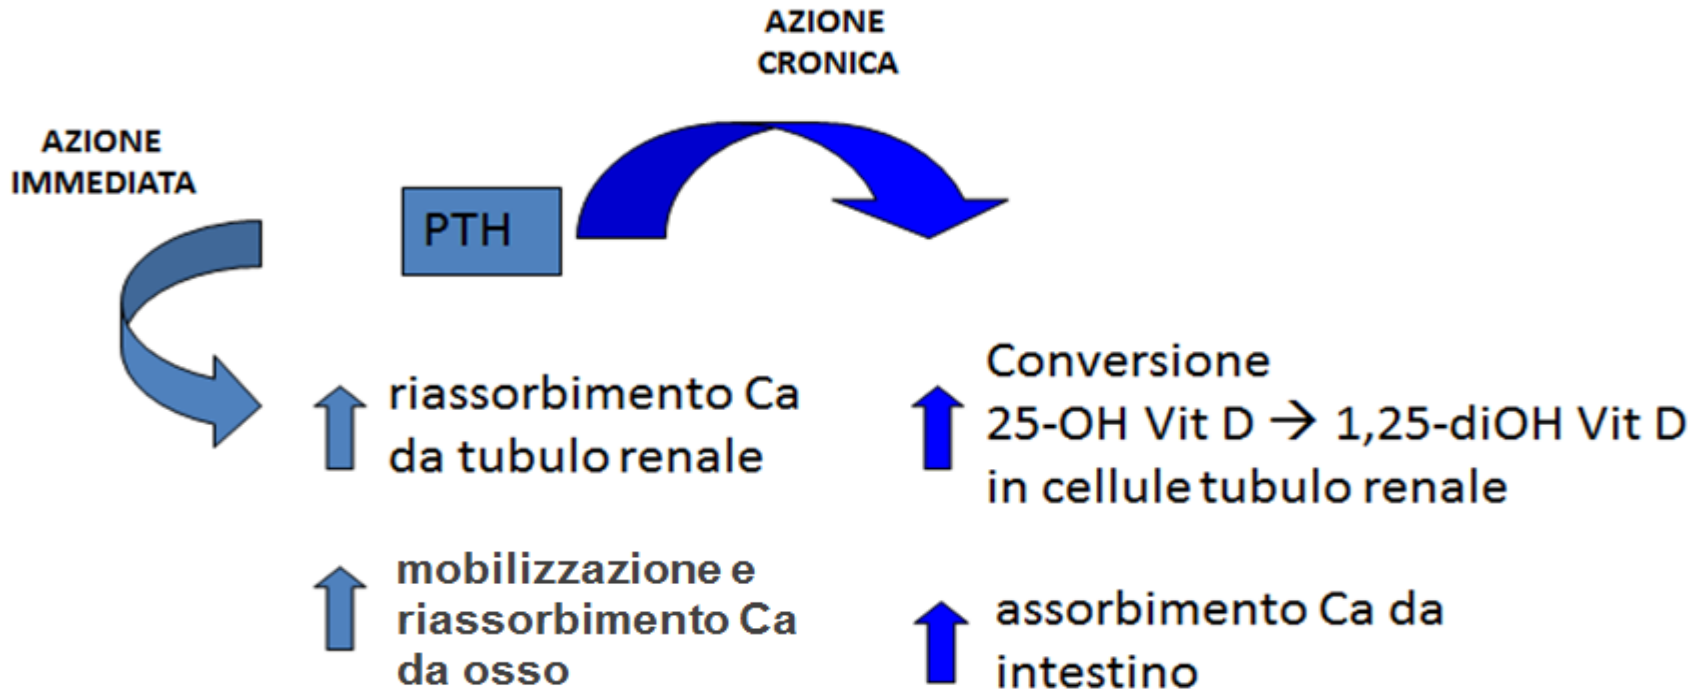 AZIONE
CRONICA
AZIONE
IMMEDIATA
PTH
riassorbimento Ca
da tubulo renale
mobilizzazione e
riassorbimento Ca
da osso
Conversione
25-OH Vit D → 1,25-diOH Vit D
in cellule tubulo renale
assorbimento Ca da
intestino